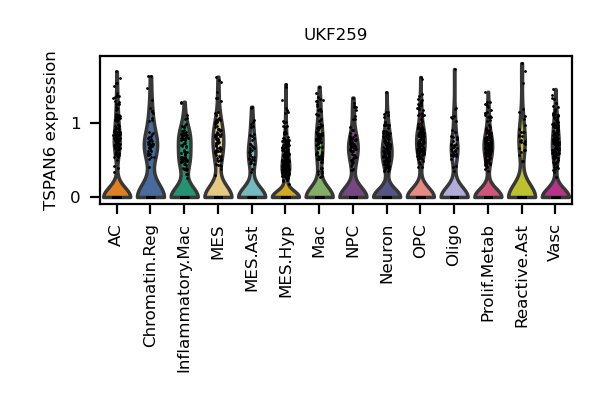 UKF259
TSPAN6 expression
1
0
AC
Chromatin.Reg
Inflammatory.Mac
MES
MES.Ast
MES.Hyp
Mac
NPC
Neuron
OPC
Oligo
Prolif.Metab
Reactive.Ast
Vasc